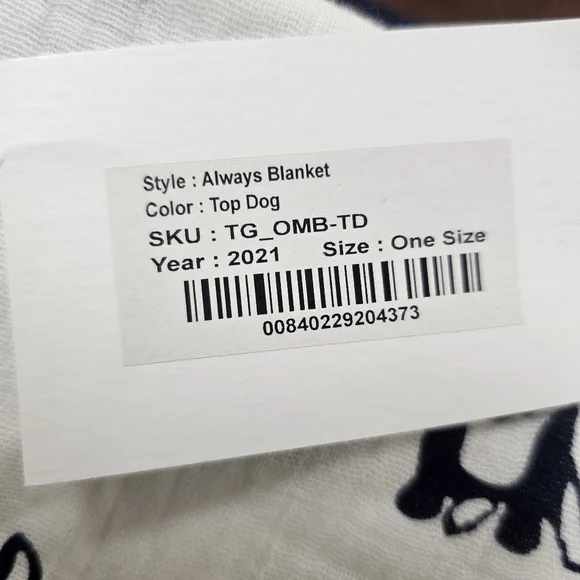 Style : Always Blanket
Color : Top Dog
SKU : TG_OMB-TD
Year : 2021 Size : One Size
00840229204373